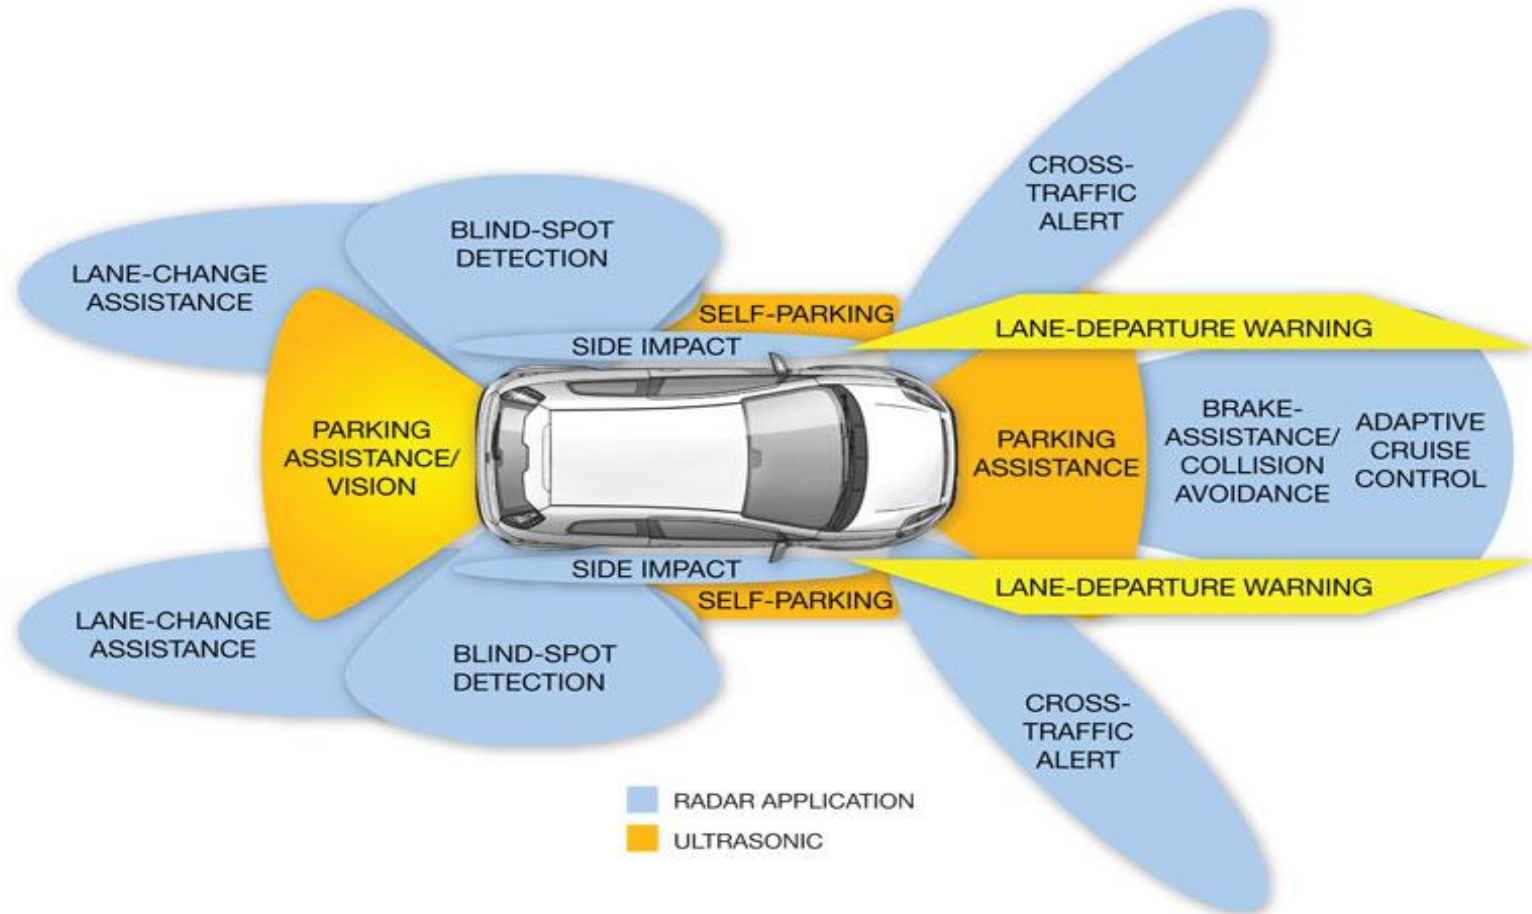 CROSS-
TRAFFIC
ALERT
BLIND-SPOT
DETECTION
LANE-CHANGE
ASSISTANCE
SELF-PARKING
LANE-DEPARTURE WARNING
SIDE IMPACT
PARKING
ASSISTANCE/
VISION
PARKING
ASSISTANCE
BRAKE-
ASSISTANCE/
COLLISION
AVOIDANCE
ADAPTIVE
CRUISE
CONTROL
SIDE IMPACT
LANE-DEPARTURE WARNING
SELF-PARKING
LANE-CHANGE
ASSISTANCE
BLIND-SPOT
DETECTION
CROSS-
TRAFFIC
ALERT
RADAR APPLICATION
ULTRASONIC